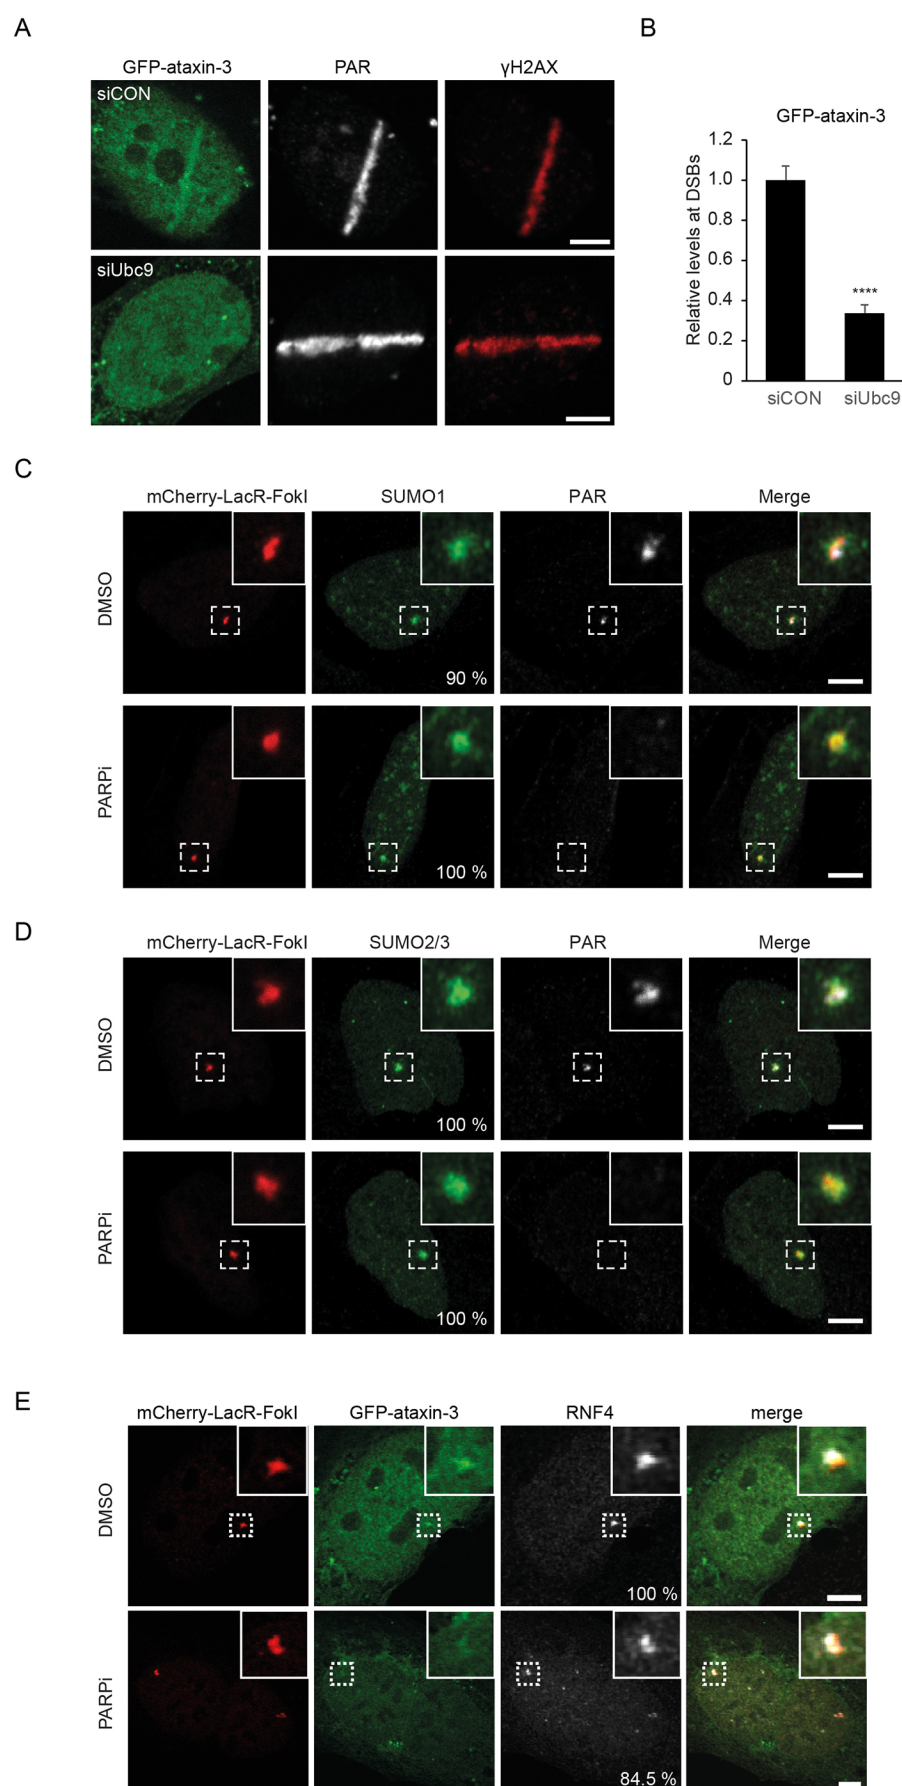 A
B
GFP-ataxin-3
PAR
γH2AX
siCON
siUbc9
GFP-ataxin-3
Relative levels at DSBs
1.2
1.0
0.8
0.6
0.4
0.2
0
****
siCON
siUbc9
C
mCherry-LacR-FokI
SUMO1
PAR
Merge
DMSO
90 %
PARPi
100 %
D
mCherry-LacR-FokI
SUMO2/3
PAR
Merge
DMSO
100 %
PARPi
100 %
E
mCherry-LacR-FokI
GFP-ataxin-3
RNF4
merge
DMSO
100 %
PARPi
84.5 %